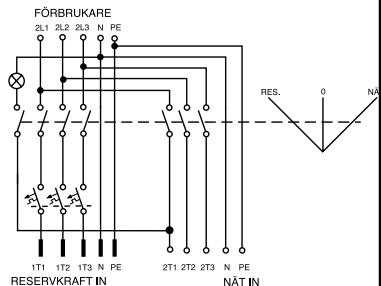 FÖRBRUKARE
2L1 2L2 2L3 N PE
RES. 0 NÄ
1T1 1T2 1T3 N PE 2T1 2T2 2T3 N PE
RESERVKRAFT IN NÄT IN